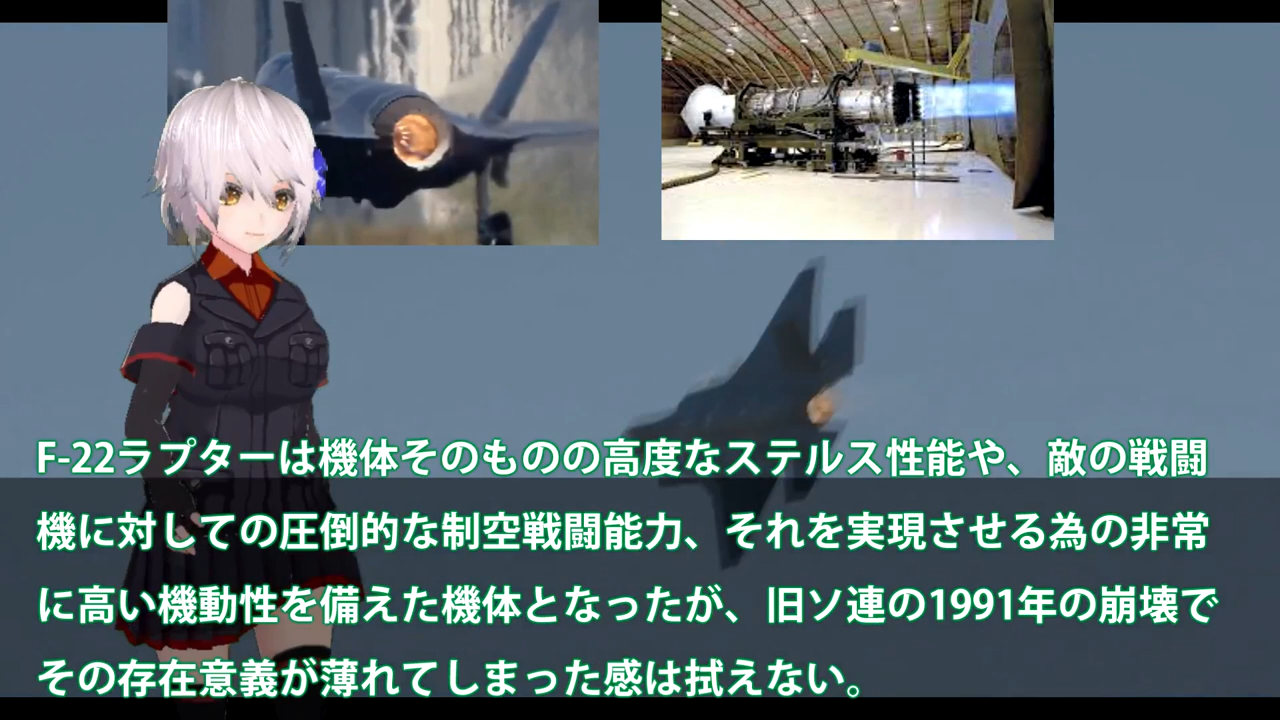 F-22ラプターは機体そのものの高度なステルス性能や、敵の戦闘
機に対しての圧倒的な制空戦闘能力、それを実現させる為の非常
に高い機動性を備えた機体となったが、旧ソ連の1991年の崩壊で
その存在意義が薄れてしまった感は拭えない。